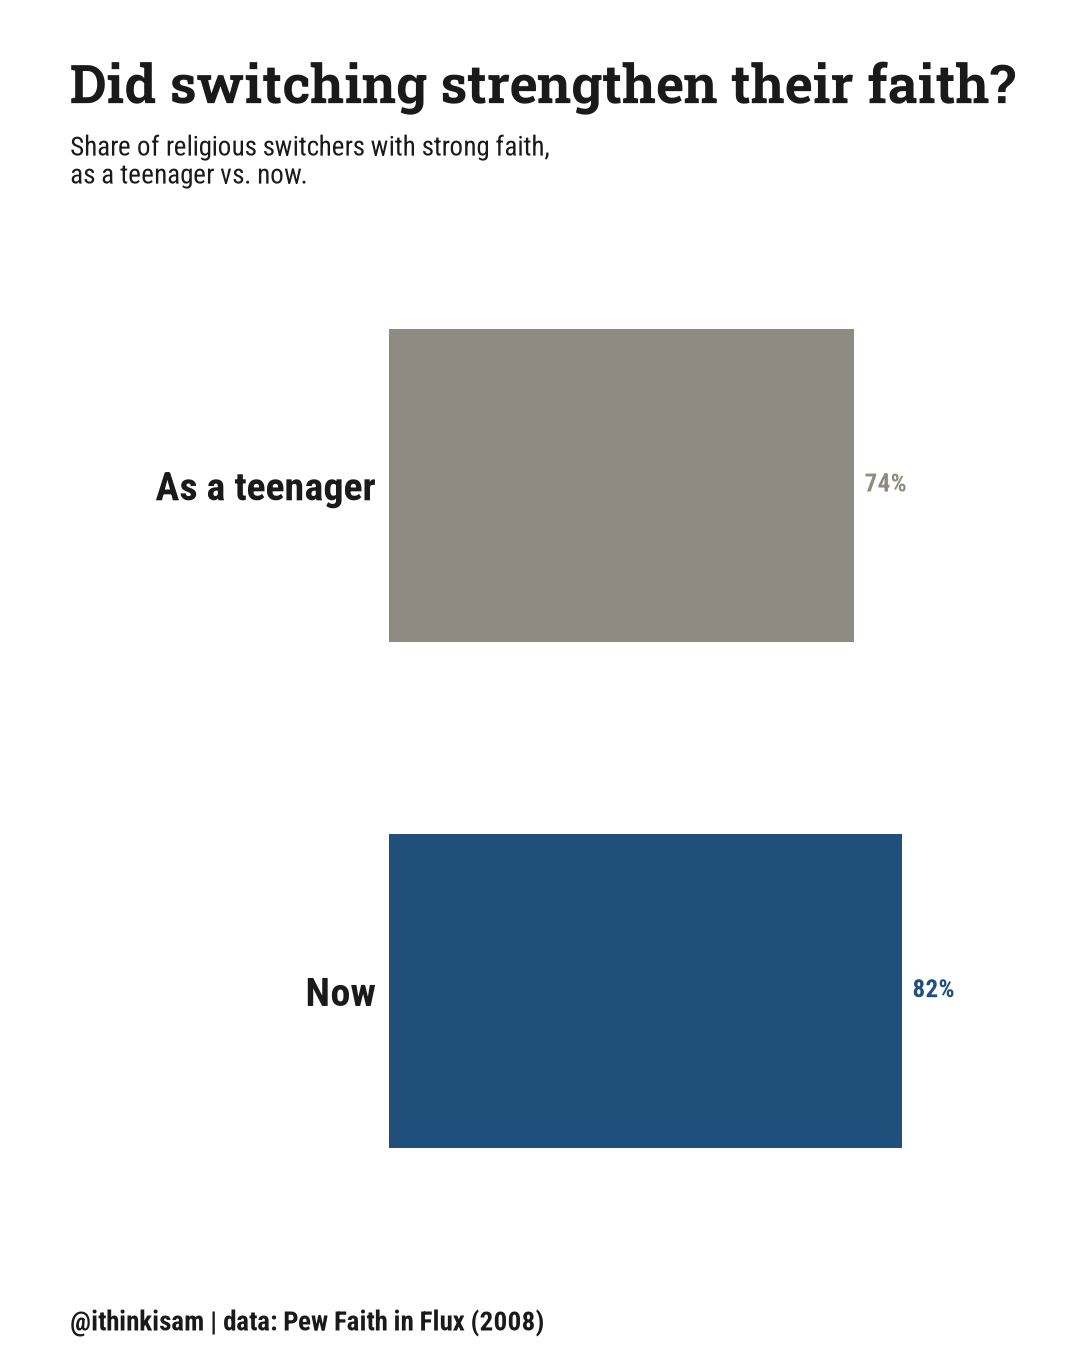 Did switching strengthen their faith?
Share of religious switchers with strong faith,
as a teenager vs. now.
As a teenager
74%
Now
82%
@ithinkisam | data: Pew Faith in Flux (2008)